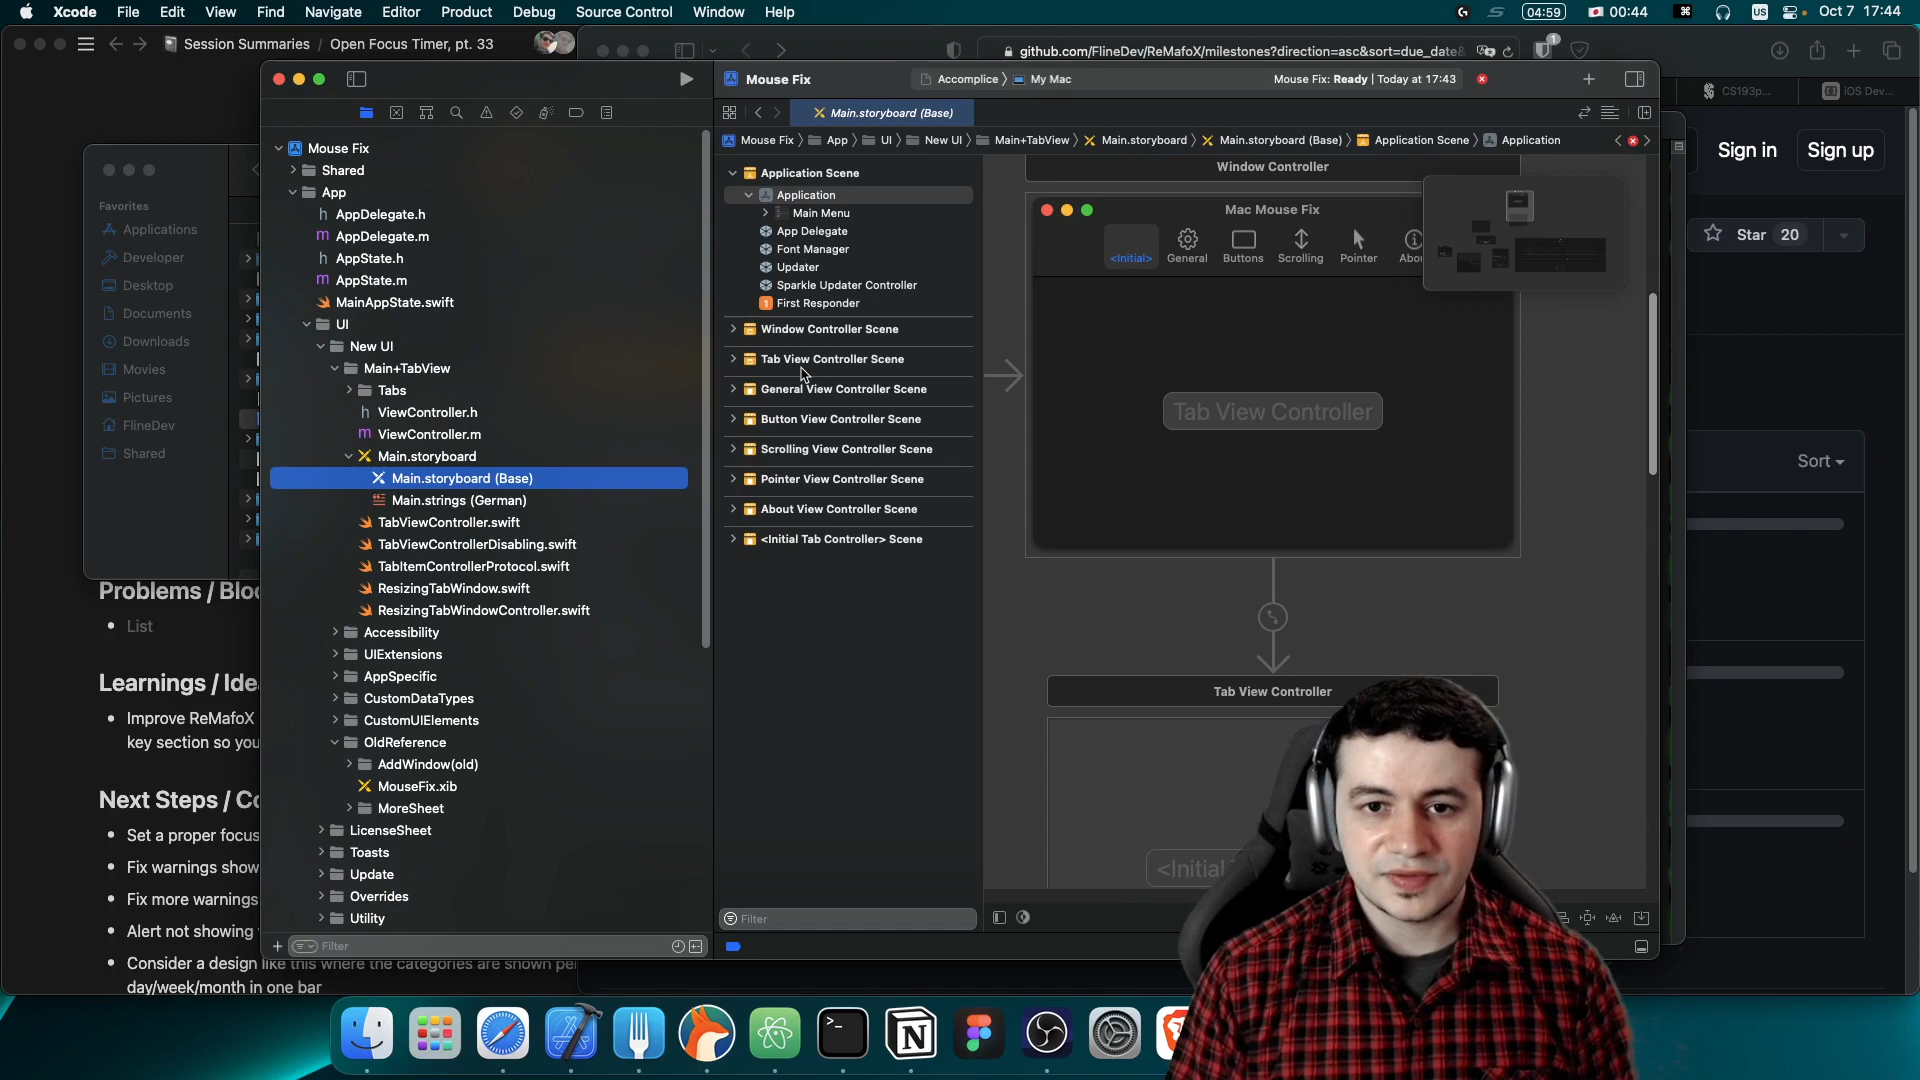 Xcode File Edit View Find Navigate Editor Product Debug Source Control Window Help
04:59 00:44 US Oct 7 17:44
Session Summaries / Open Focus Timer, pt. 33
github.com/FlineDev/ReMafoX/milestones?direction=asc&sort=due_date&
1
Mouse Fix
Accomplice 〉 My Mac
Mouse Fix: Ready | Today at 17:43
CS193p...
iOS Dev...
Main.storyboard (Base)
Mouse Fix 〉 App 〉 UI 〉 New UI 〉 Main+TabView 〉 Main.storyboard 〉 Main.storyboard (Base) 〉 Application Scene 〉 Application
Sign in
Sign up
Star 20
Sort
Favorites
Applications
Developer
Desktop
Documents
Downloads
Movies
Pictures
FlineDev
Shared
Mouse Fix
Shared
App
h AppDelegate.h
m AppDelegate.m
h AppState.h
m AppState.m
MainAppState.swift
UI
New UI
Main+TabView
Tabs
h ViewController.h
m ViewController.m
Main.storyboard
Main.storyboard (Base)
Main.strings (German)
TabViewController.swift
TabViewControllerDisabling.swift
TabItemControllerProtocol.swift
ResizingTabWindow.swift
ResizingTabWindowController.swift
Accessibility
UIExtensions
AppSpecific
CustomDataTypes
CustomUIElements
OldReference
AddWindow(old)
MouseFix.xib
MoreSheet
LicenseSheet
Toasts
Update
Overrides
Utility
Filter
Application Scene
Application
Main Menu
App Delegate
Font Manager
Updater
Sparkle Updater Controller
1 First Responder
Window Controller Scene
Tab View Controller Scene
General View Controller Scene
Button View Controller Scene
Scrolling View Controller Scene
Pointer View Controller Scene
About View Controller Scene
<Initial Tab Controller> Scene
Filter
Window Controller
Mac Mouse Fix
<Initial> General Buttons Scrolling Pointer
Tab View Controller
Tab View Controller
<Initial
Problems /
List
Learnings /
Improve ReMafoX
key section so you
Next Steps /
Set a proper focus
Fix warnings show
Fix more warnings
Alert not showing
Consider a design like this where the categories are shown per
day/week/month in one bar